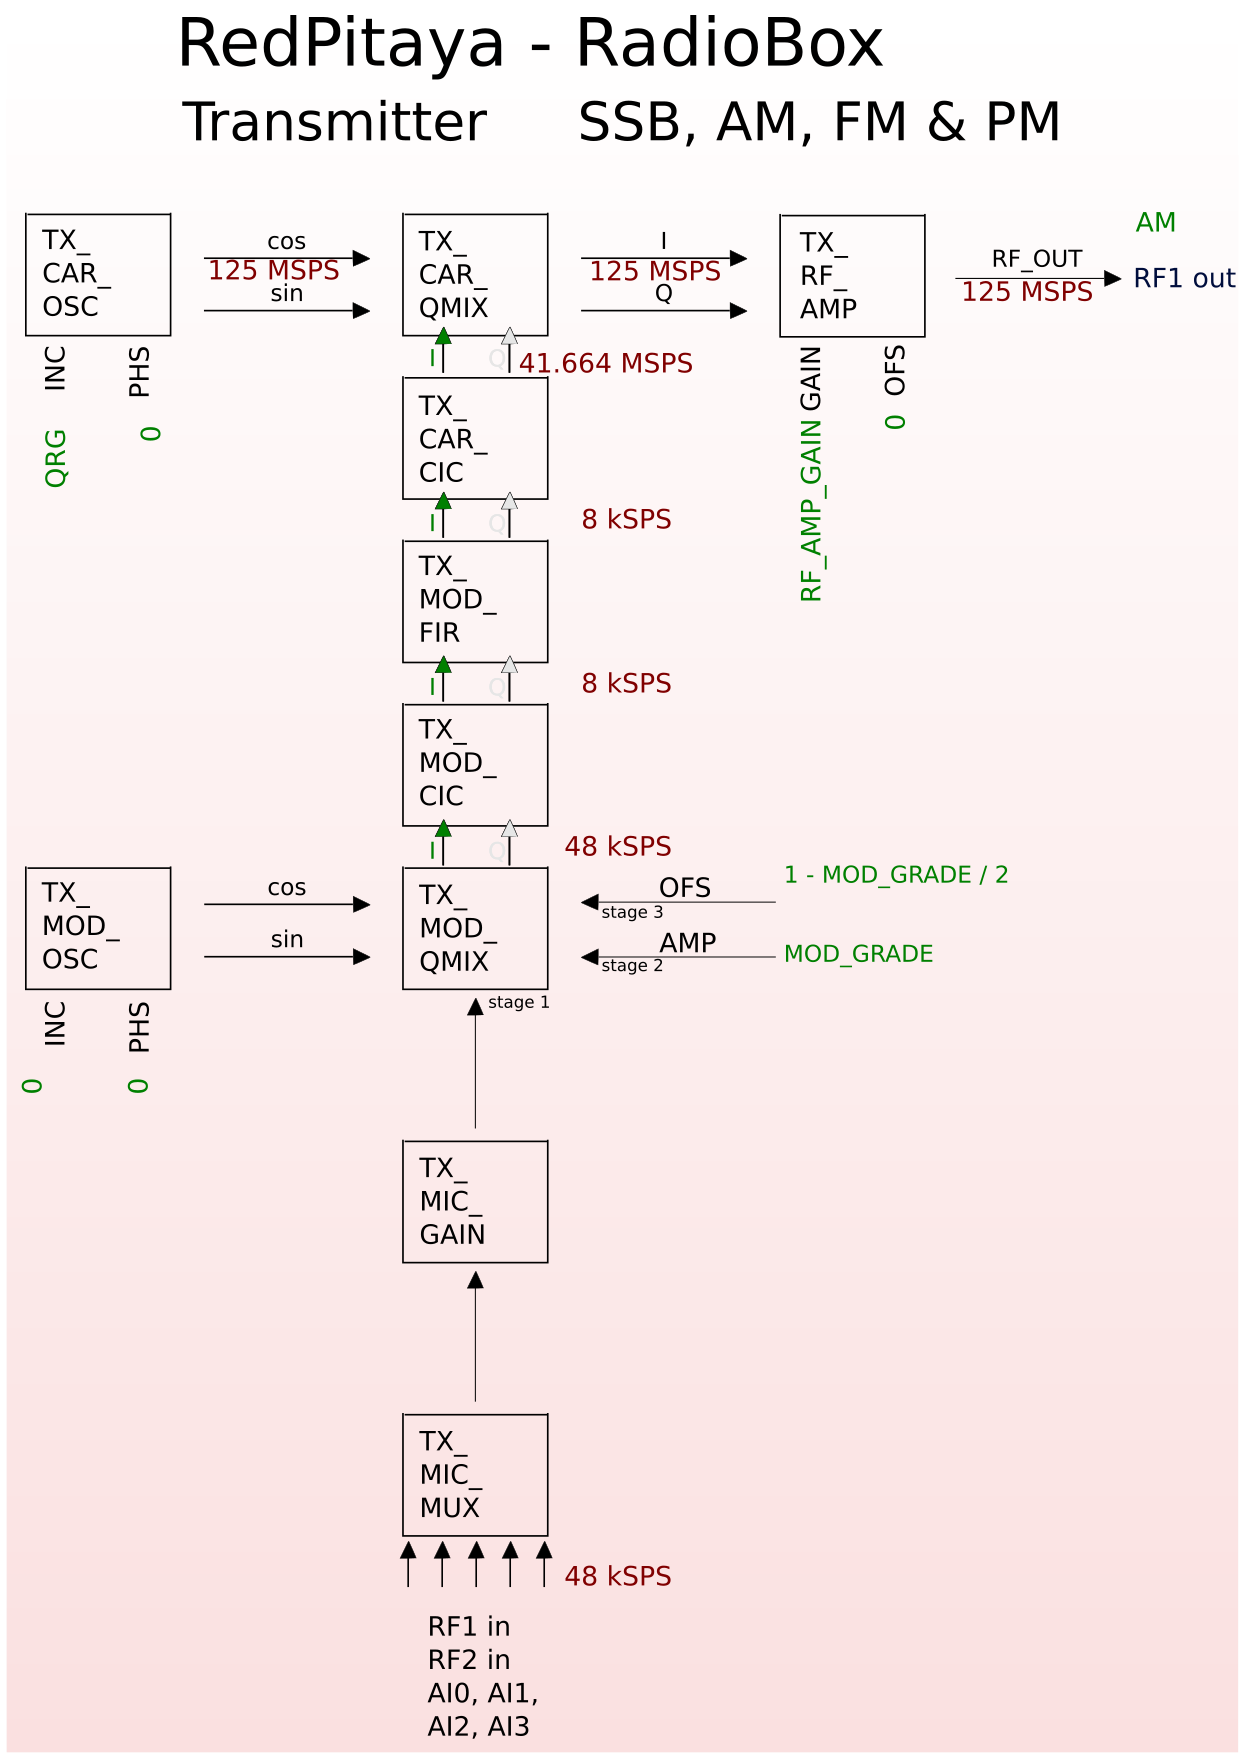 RedPitaya - RadioBox
Transmitter SSB, AM, FM & PM
TX_
CAR_
OSC
cos
125 MSPS
sin
TX_
CAR_
QMIX
I
125 MSPS
Q
TX_
RF_
AMP
RF_OUT
125 MSPS
AM
RF1 out
INC
PHS
QRG
0
I
Q
41.664 MSPS
GAIN
OFS
RF_AMP_GAIN
0
TX_
CAR_
CIC
I
Q
8 kSPS
TX_
MOD_
FIR
I
Q
8 kSPS
TX_
MOD_
CIC
I
Q
48 kSPS
TX_
MOD_
OSC
cos
sin
TX_
MOD_
QMIX
OFS
stage 3
1 - MOD_GRADE / 2
AMP
stage 2
MOD_GRADE
stage 1
INC
PHS
0
0
TX_
MIC_
GAIN
TX_
MIC_
MUX
48 kSPS
RF1 in
RF2 in
AI0, AI1,
AI2, AI3